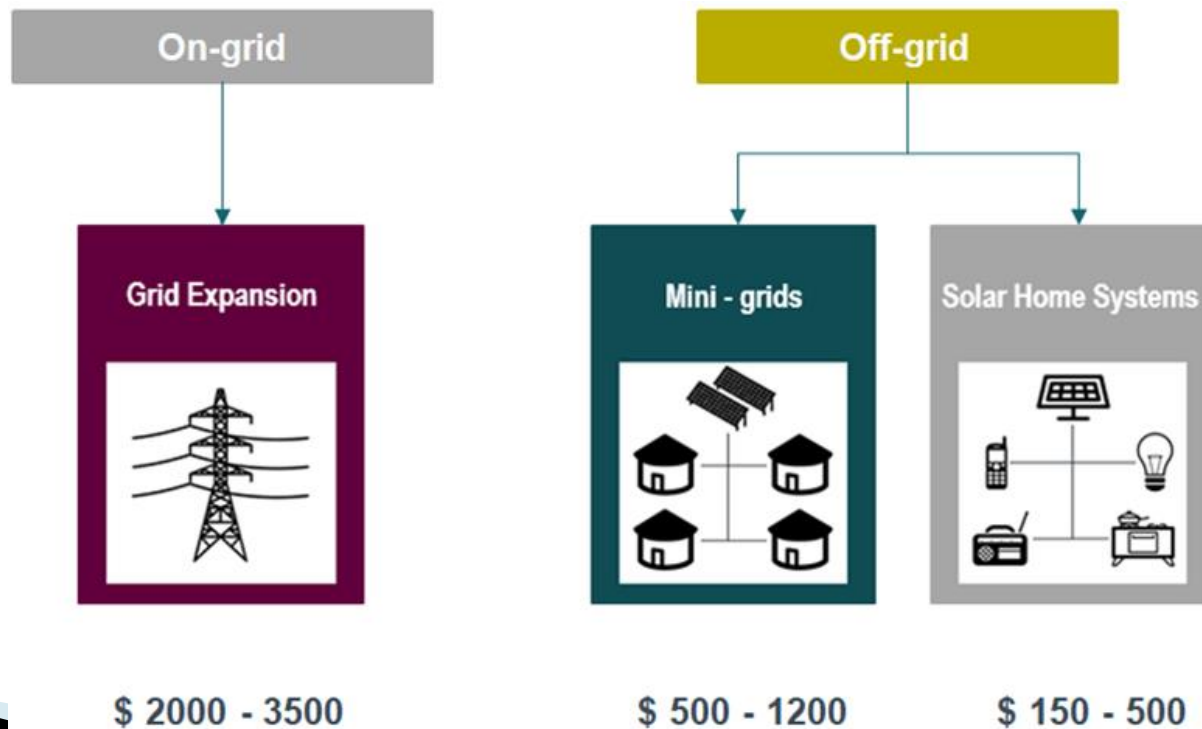 On-grid
Off-grid
Grid Expansion
Mini - grids
Solar Home Systems
$ 2000 - 3500
$ 500 - 1200
$ 150 - 500